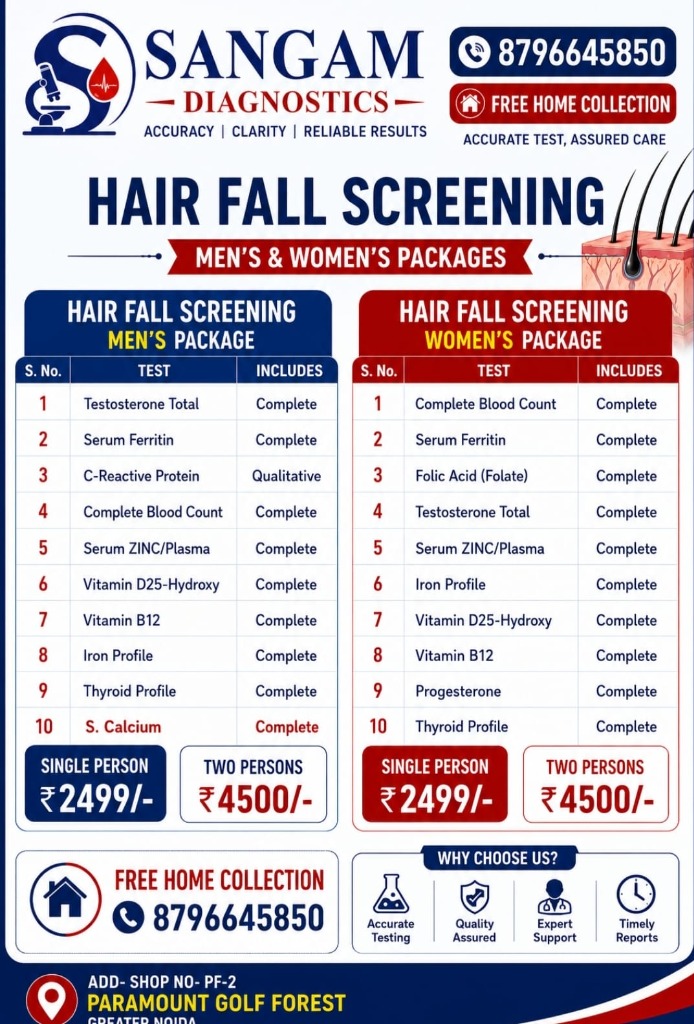 SANGAM
DIAGNOSTICS
ACCURACY | CLARITY | RELIABLE RESULTS
8796645850
FREE HOME COLLECTION
ACCURATE TEST, ASSURED CARE
HAIR FALL SCREENING
MEN'S & WOMEN'S PACKAGES
HAIR FALL SCREENING
MEN'S PACKAGE
S. No. TEST INCLUDES
1 Testosterone Total Complete
2 Serum Ferritin Complete
3 C-Reactive Protein Qualitative
4 Complete Blood Count Complete
5 Serum ZINC/Plasma Complete
6 Vitamin D25-Hydroxy Complete
7 Vitamin B12 Complete
8 Iron Profile Complete
9 Thyroid Profile Complete
10 S. Calcium Complete
SINGLE PERSON
₹2499/-
TWO PERSONS
₹4500/-
HAIR FALL SCREENING
WOMEN'S PACKAGE
S. No. TEST INCLUDES
1 Complete Blood Count Complete
2 Serum Ferritin Complete
3 Folic Acid (Folate) Complete
4 Testosterone Total Complete
5 Serum ZINC/Plasma Complete
6 Iron Profile Complete
7 Vitamin D25-Hydroxy Complete
8 Vitamin B12 Complete
9 Progesterone Complete
10 Thyroid Profile Complete
SINGLE PERSON
₹2499/-
TWO PERSONS
₹4500/-
FREE HOME COLLECTION
8796645850
WHY CHOOSE US?
Accurate
Testing
Quality
Assured
Expert
Support
Timely
Reports
ADD- SHOP NO- PF-2
PARAMOUNT GOLF FOREST
GREATER NOIDA